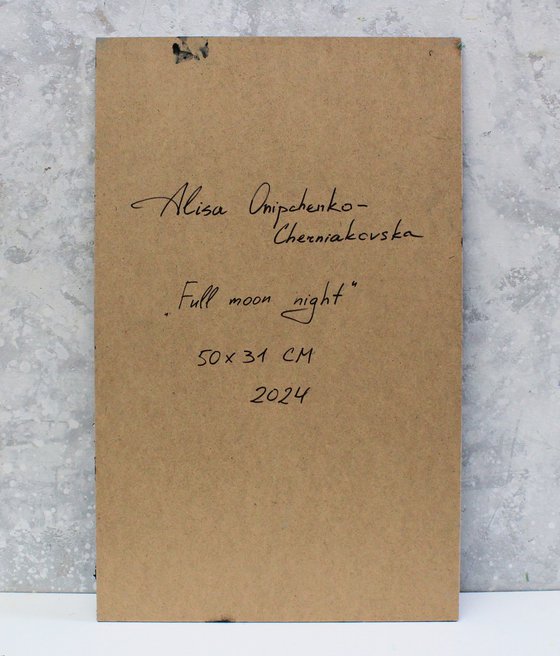 Alisa Onipchenko-
Cherniakovska
„Full moon night"
50x31 CM
2024